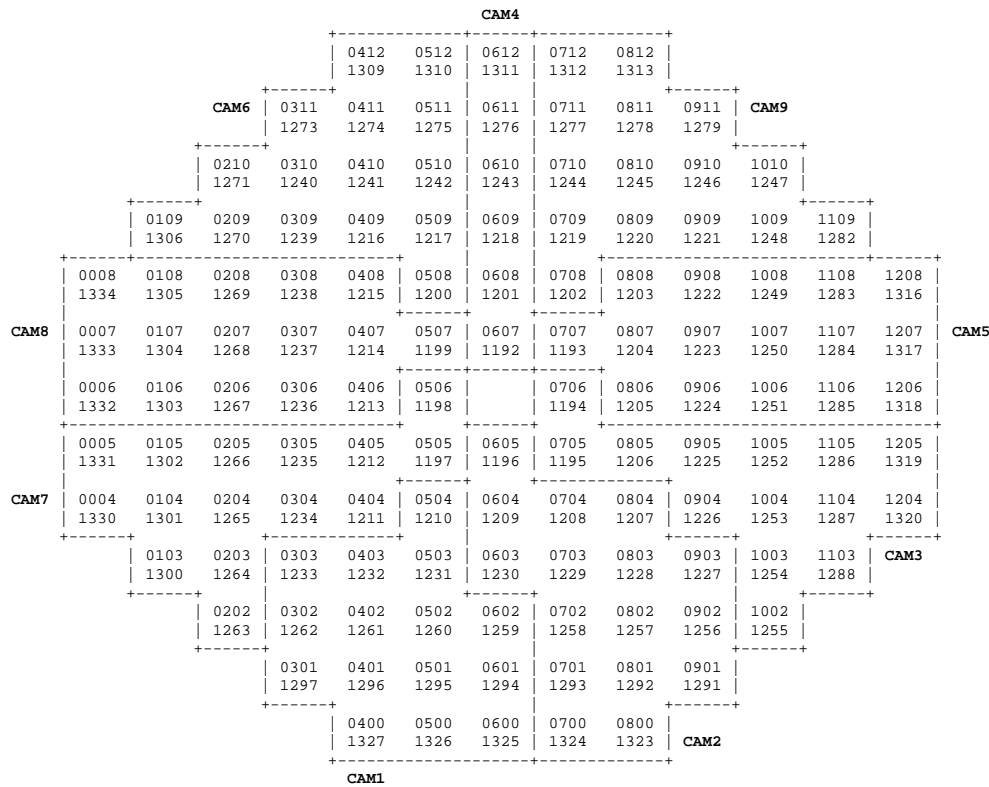 CAM4
0412 0512 0612 0712 0812
1309 1310 1311 1312 1313
CAM6 0311 0411 0511 0611 0711 0811 0911 CAM9
1273 1274 1275 1276 1277 1278 1279
0210 0310 0410 0510 0610 0710 0810 0910 1010
1271 1240 1241 1242 1243 1244 1245 1246 1247
0109 0209 0309 0409 0509 0609 0709 0809 0909 1009 1109
1306 1270 1239 1216 1217 1218 1219 1220 1221 1248 1282
0008 0108 0208 0308 0408 0508 0608 0708 0808 0908 1008 1108 1208
1334 1305 1269 1238 1215 1200 1201 1202 1203 1222 1249 1283 1316
CAM8 0007 0107 0207 0307 0407 0507 0607 0707 0807 0907 1007 1107 1207 CAM5
1333 1304 1268 1237 1214 1199 1192 1193 1204 1223 1250 1284 1317
0006 0106 0206 0306 0406 0506 0706 0806 0906 1006 1106 1206
1332 1303 1267 1236 1213 1198 1194 1205 1224 1251 1285 1318
0005 0105 0205 0305 0405 0505 0605 0705 0805 0905 1005 1105 1205
1331 1302 1266 1235 1212 1197 1196 1195 1206 1225 1252 1286 1319
CAM7 0004 0104 0204 0304 0404 0504 0604 0704 0804 0904 1004 1104 1204
1330 1301 1265 1234 1211 1210 1209 1208 1207 1226 1253 1287 1320
0103 0203 0303 0403 0503 0603 0703 0803 0903 1003 1103 CAM3
1300 1264 1233 1232 1231 1230 1229 1228 1227 1254 1288
0202 0302 0402 0502 0602 0702 0802 0902 1002
1263 1262 1261 1260 1259 1258 1257 1256 1255
0301 0401 0501 0601 0701 0801 0901
1297 1296 1295 1294 1293 1292 1291
0400 0500 0600 0700 0800
1327 1326 1325 1324 1323 CAM2
CAM1